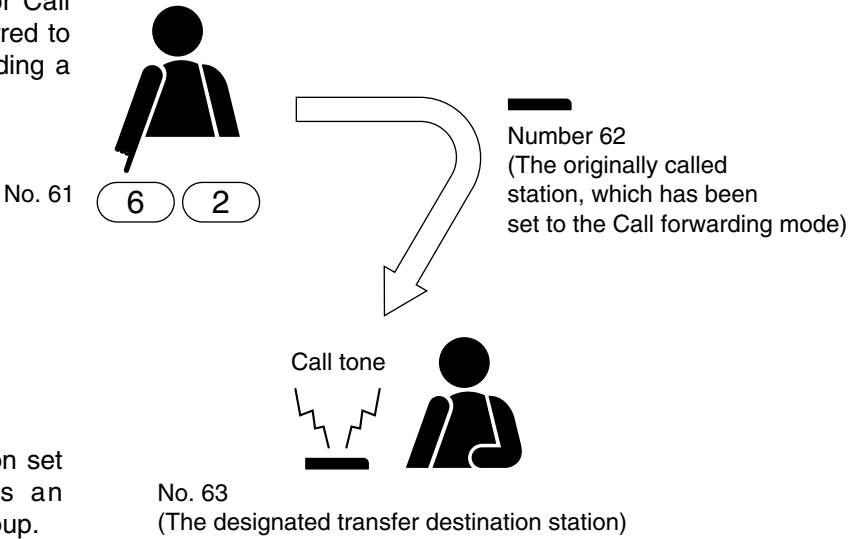 or Call
red to
ding a
No. 61
6 2
Number 62
(The originally called
station, which has been
set to the Call forwarding mode)
Call tone
on set
s an
oup.
No. 63
(The designated transfer destination station)